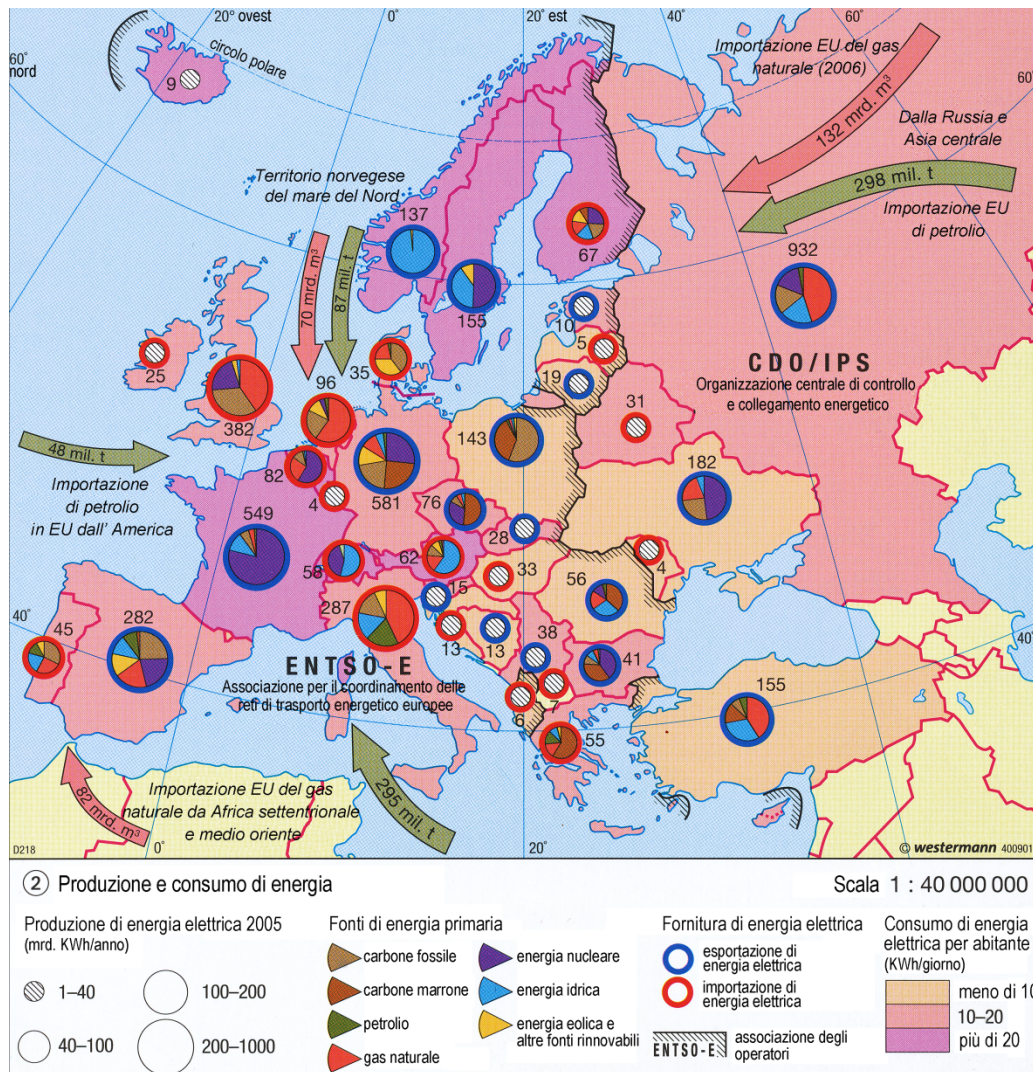 20° ovest
0°
20° est
40°
60°
60°
nord
circolo polare
9
Importazione EU del gas
naturale (2006)
132 mrd. m³
60°
Dalla Russia e
Asia centrale
298 mil. t
Importazione EU
di petrolio
Territorio norvegese
del mare del Nord
137
70 mrd. m³
87 mil. t
67
155
932
10
5
25
35
19
CDO/IPS
Organizzazione centrale di controllo
e collegamento energetico
382
96
31
143
48 mil. t
82
581
182
Importazione
di petrolio
in EU dall' America
4
76
549
28
58
62
33
4
15
56
287
40°
45
282
13
13
38
41
40°
ENTSO-E
Associazione per il coordinamento delle
reti di trasporto energetico europee
6
7
155
55
82 mrd. m³
Importazione EU del gas
naturale da Africa settentrionale
e medio oriente
295 mil. t
D218
0°
20°
© westermann 400901
2 Produzione e consumo di energia
Scala 1 : 40 000 000
Produzione di energia elettrica 2005
(mrd. KWh/anno)
1–40
100–200
40–100
200–1000
Fonti di energia primaria
carbone fossile
carbone marrone
petrolio
gas naturale
energia nucleare
energia idrica
energia eolica e
altre fonti rinnovabili
Fornitura di energia elettrica
esportazione di
energia elettrica
importazione di
energia elettrica
ENTSO-E
associazione degli
operatori
Consumo di energia
elettrica per abitante
(KWh/giorno)
meno di 10
10–20
più di 20